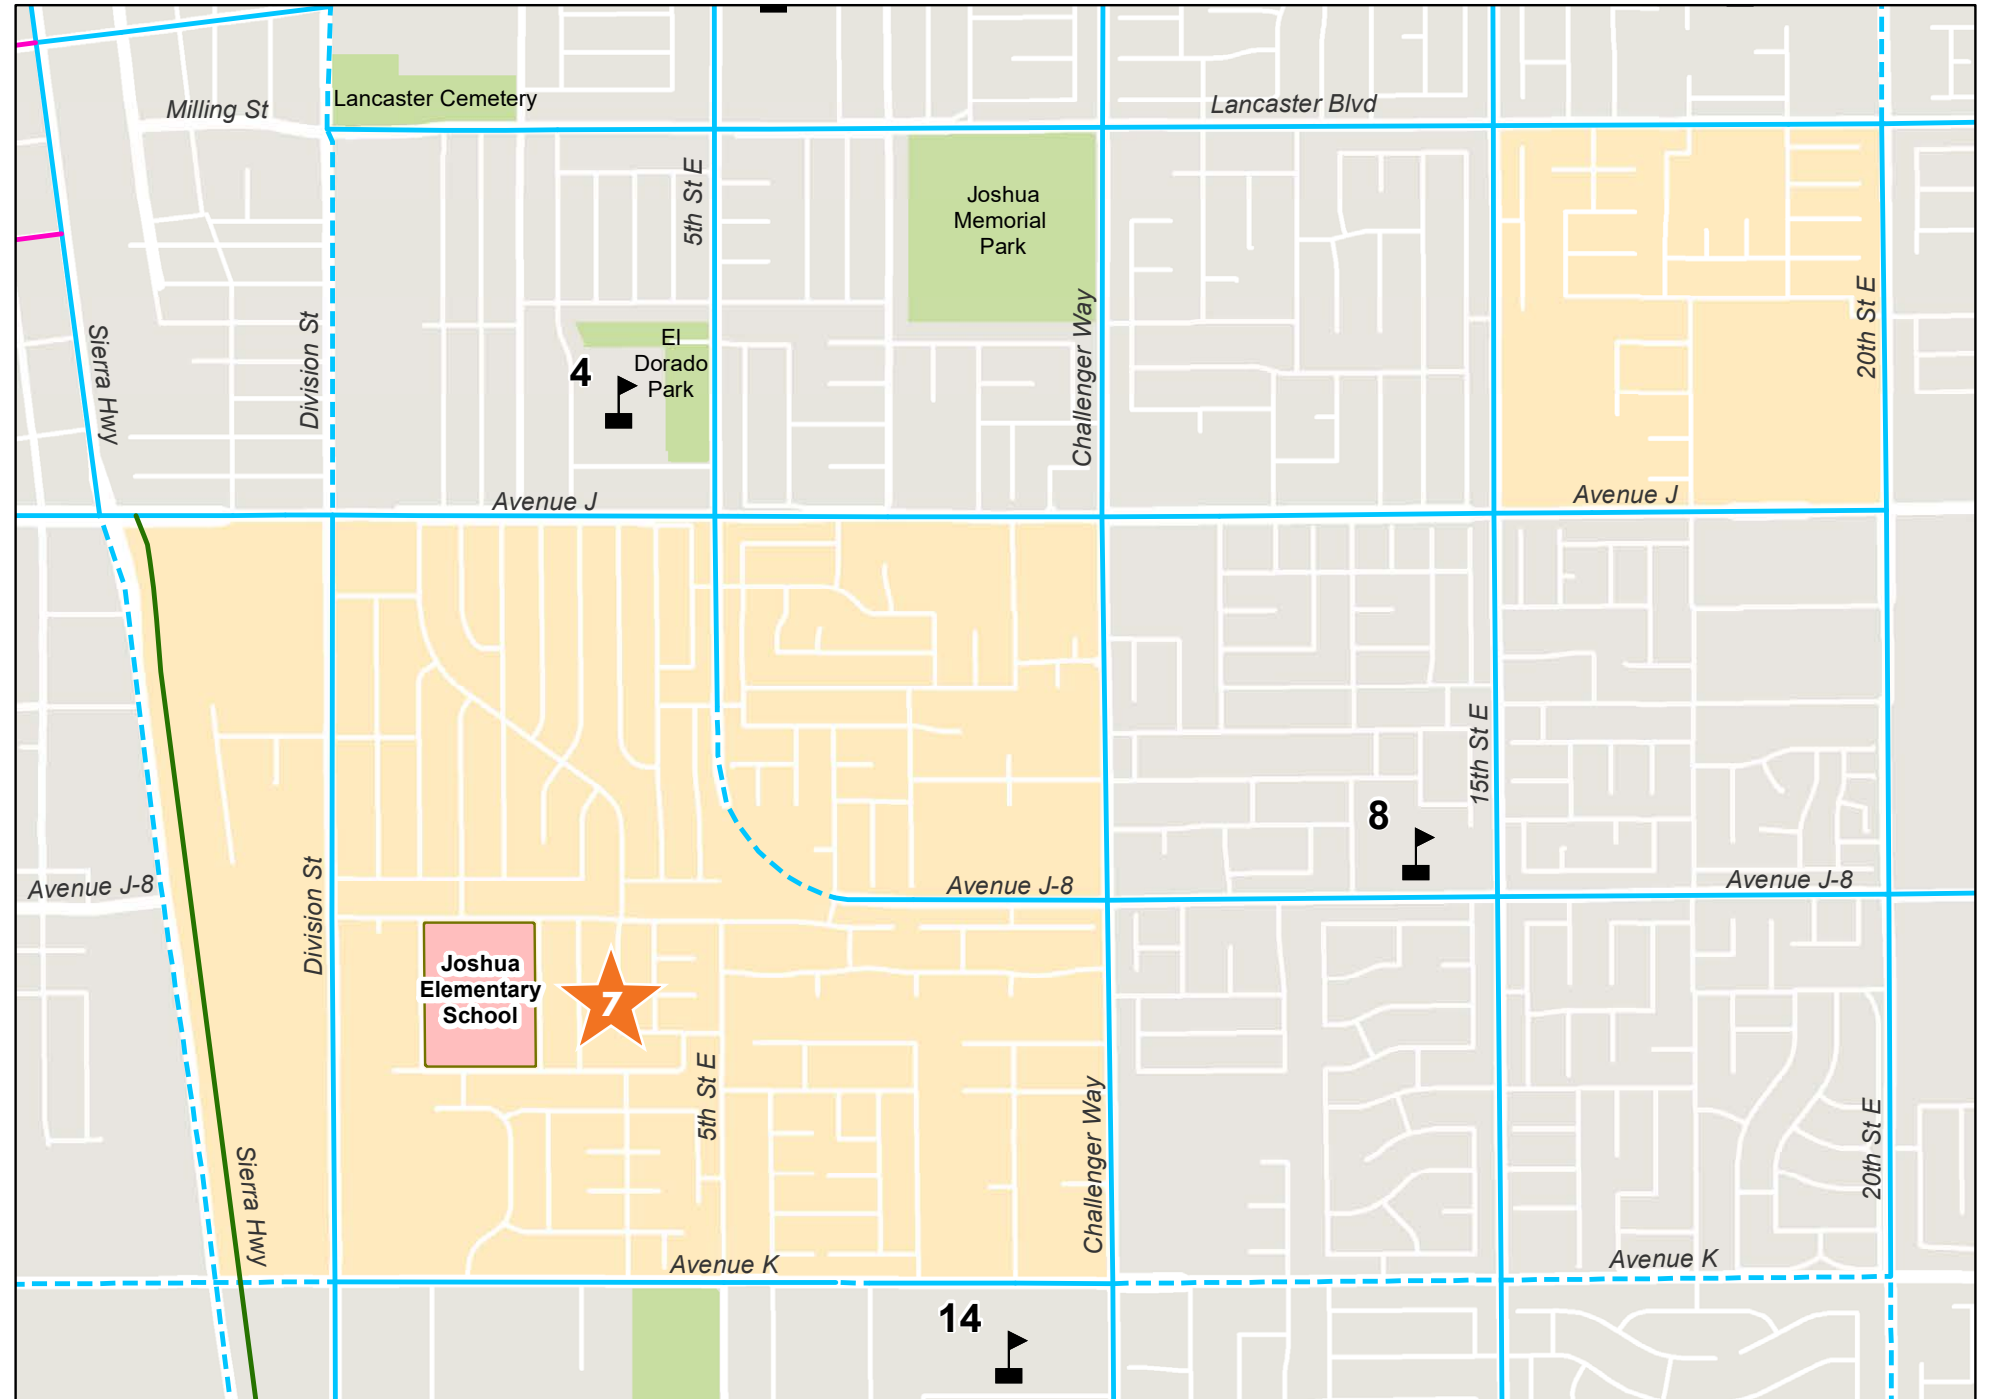 Lancaster Cemetery
Milling St
Lancaster Blvd
5th St E
Joshua
Memorial
Park
Sierra Hwy
Division St
El
Dorado
Park
4
Challenger Way
20th St E
Avenue J
Avenue J
15th St E
8
Avenue J-8
Avenue J-8
Avenue J-8
Division St
Joshua
Elementary
School
7
5th St E
Challenger Way
20th St E
Sierra Hwy
Avenue K
Avenue K
14